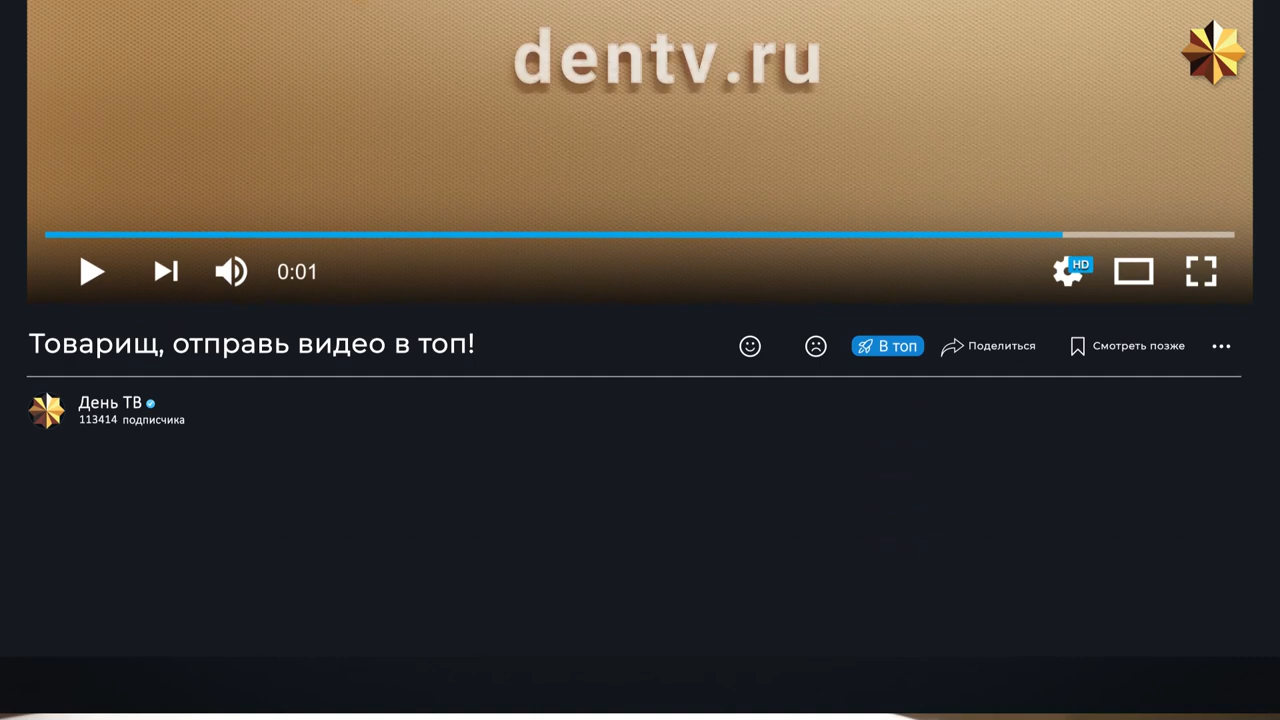 dentv.ru
0:01
HD
Товарищ, отправь видео в топ!
В топ
Поделиться
Смотреть позже
День ТВ
113414 подписчика